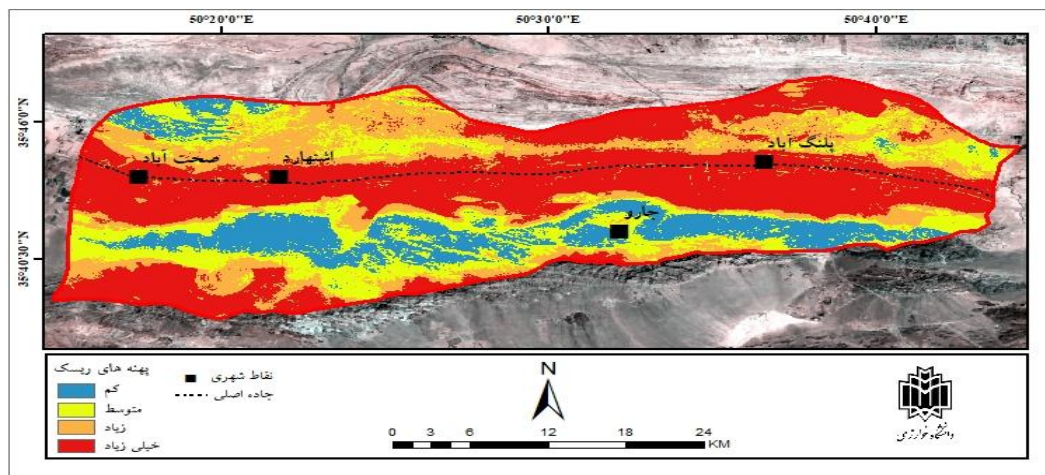 50°20'0"E
50°30'0"E
50°40'0"E
35°46'0"N
35°40'30"N
صحت آباد
اشتهارد
پلنگ آباد
جارو
پهنه های ریسک
کم
متوسط
زیاد
خیلی زیاد
نقاط شهری
جاده اصلی
N
0 3 6 12 18 24
KM
دانشگاه خوارزمی